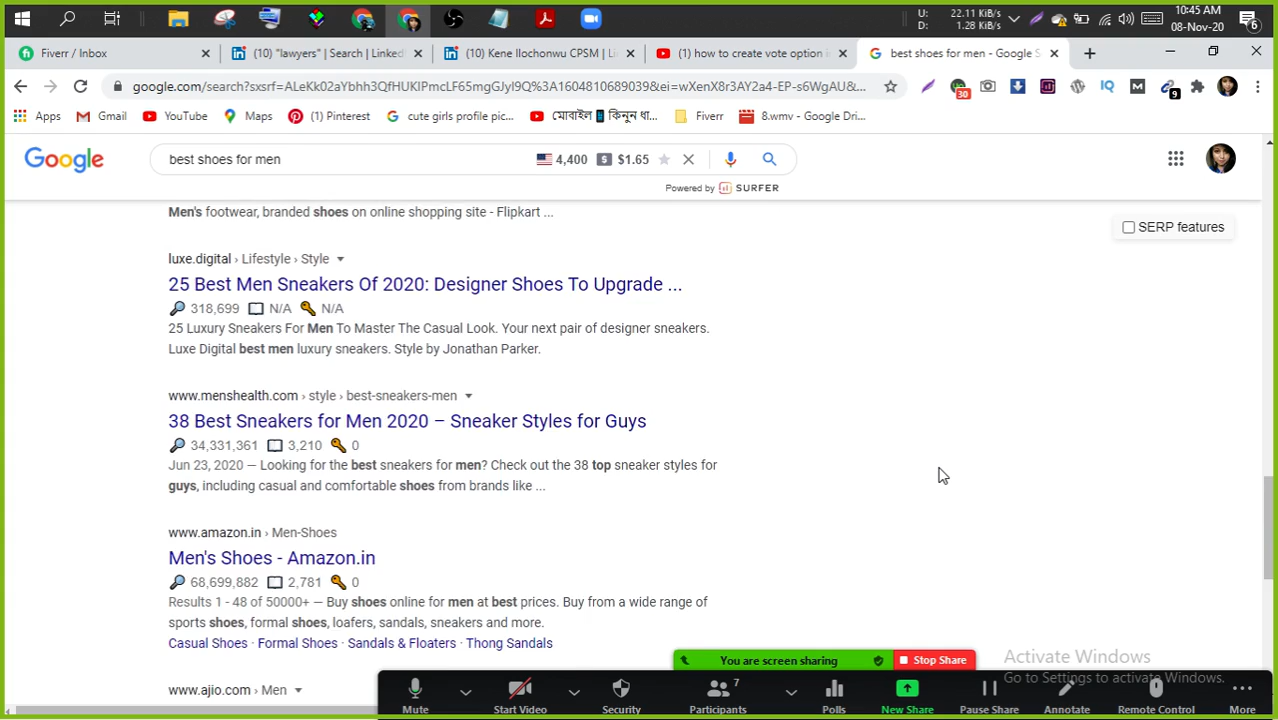 U: 22.11 KiB/s
D: 1.28 KiB/s
10:45 AM
08-Nov-20
6
Fiverr / Inbox
(10) "lawyers" | Search | Linked
(10) Kene Ilochonwu CPSM | Li
(1) how to create vote option i
best shoes for men - Google S
google.com/search?sxsrf=ALeKk02aYbhh3QfHUKIPmcLF65mgGJyl9Q%3A1604810689039&ei=wXenX8r3AY2a4-EP-s6WgAU&...
30
IQ
M
9
Apps
Gmail
YouTube
Maps
(1) Pinterest
cute girls profile pic...
মোবাইল কিনুন ধা...
Fiverr
8.wmv - Google Dri...
Google
best shoes for men
4,400
$
$1.65
Powered by SURFER
SERP features
Men's footwear, branded shoes on online shopping site - Flipkart ...
luxe.digital › Lifestyle › Style
25 Best Men Sneakers Of 2020: Designer Shoes To Upgrade ...
318,699 N/A N/A
25 Luxury Sneakers For Men To Master The Casual Look. Your next pair of designer sneakers.
Luxe Digital best men luxury sneakers. Style by Jonathan Parker.
www.menshealth.com › style › best-sneakers-men
38 Best Sneakers for Men 2020 – Sneaker Styles for Guys
34,331,361 3,210 0
Jun 23, 2020 — Looking for the best sneakers for men? Check out the 38 top sneaker styles for
guys, including casual and comfortable shoes from brands like ...
www.amazon.in › Men-Shoes
Men's Shoes - Amazon.in
68,699,882 2,781 0
Results 1 - 48 of 50000+ — Buy shoes online for men at best prices. Buy from a wide range of
sports shoes, formal shoes, loafers, sandals, sneakers and more.
Casual Shoes · Formal Shoes · Sandals & Floaters · Thong Sandals
www.ajio.com › Men
You are screen sharing
Stop Share
Activate Windows
Go to Settings to activate Windows.
Mute
Start Video
Security
7
Participants
Polls
New Share
Pause Share
Annotate
Remote Control
More